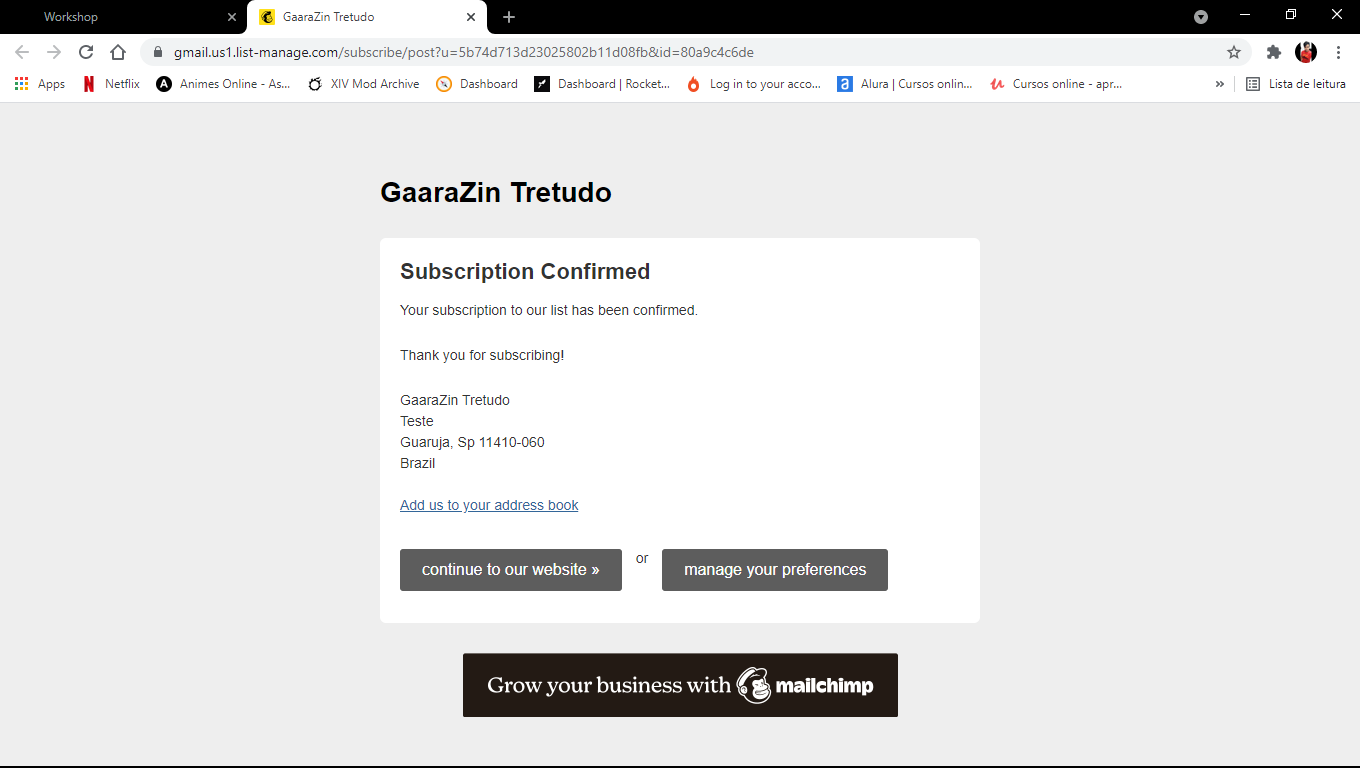 Workshop
GaaraZin Tretudo
gmail.us1.list-manage.com/subscribe/post?u=5b74d713d23025802b11d08fb&id=80a9c4c6de
Apps
Netflix
Animes Online - As...
XIV Mod Archive
Dashboard
Dashboard | Rocket...
Log in to your acco...
Alura | Cursos onlin...
Cursos online - apr...
»
Lista de leitura
GaaraZin Tretudo
Subscription Confirmed
Your subscription to our list has been confirmed.
Thank you for subscribing!
GaaraZin Tretudo
Teste
Guaruja, Sp 11410-060
Brazil
Add us to your address book
continue to our website »
or
manage your preferences
Grow your business with mailchimp